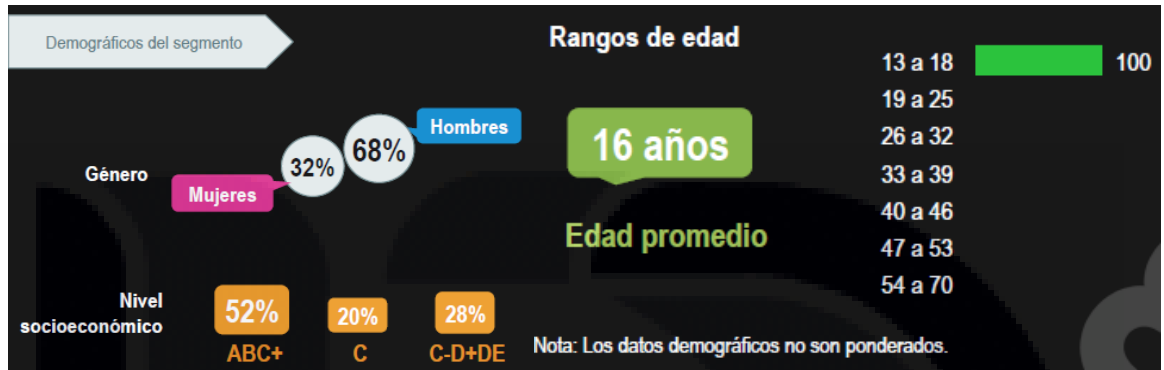 Demográficos del segmento
Género
Mujeres
32%
68%
Hombres
Nivel
socioeconómico
52%
ABC+
20%
C
28%
C-D+DE
Rangos de edad
16 años
Edad promedio
13 a 18 100
19 a 25
26 a 32
33 a 39
40 a 46
47 a 53
54 a 70
Nota: Los datos demográficos no son ponderados.